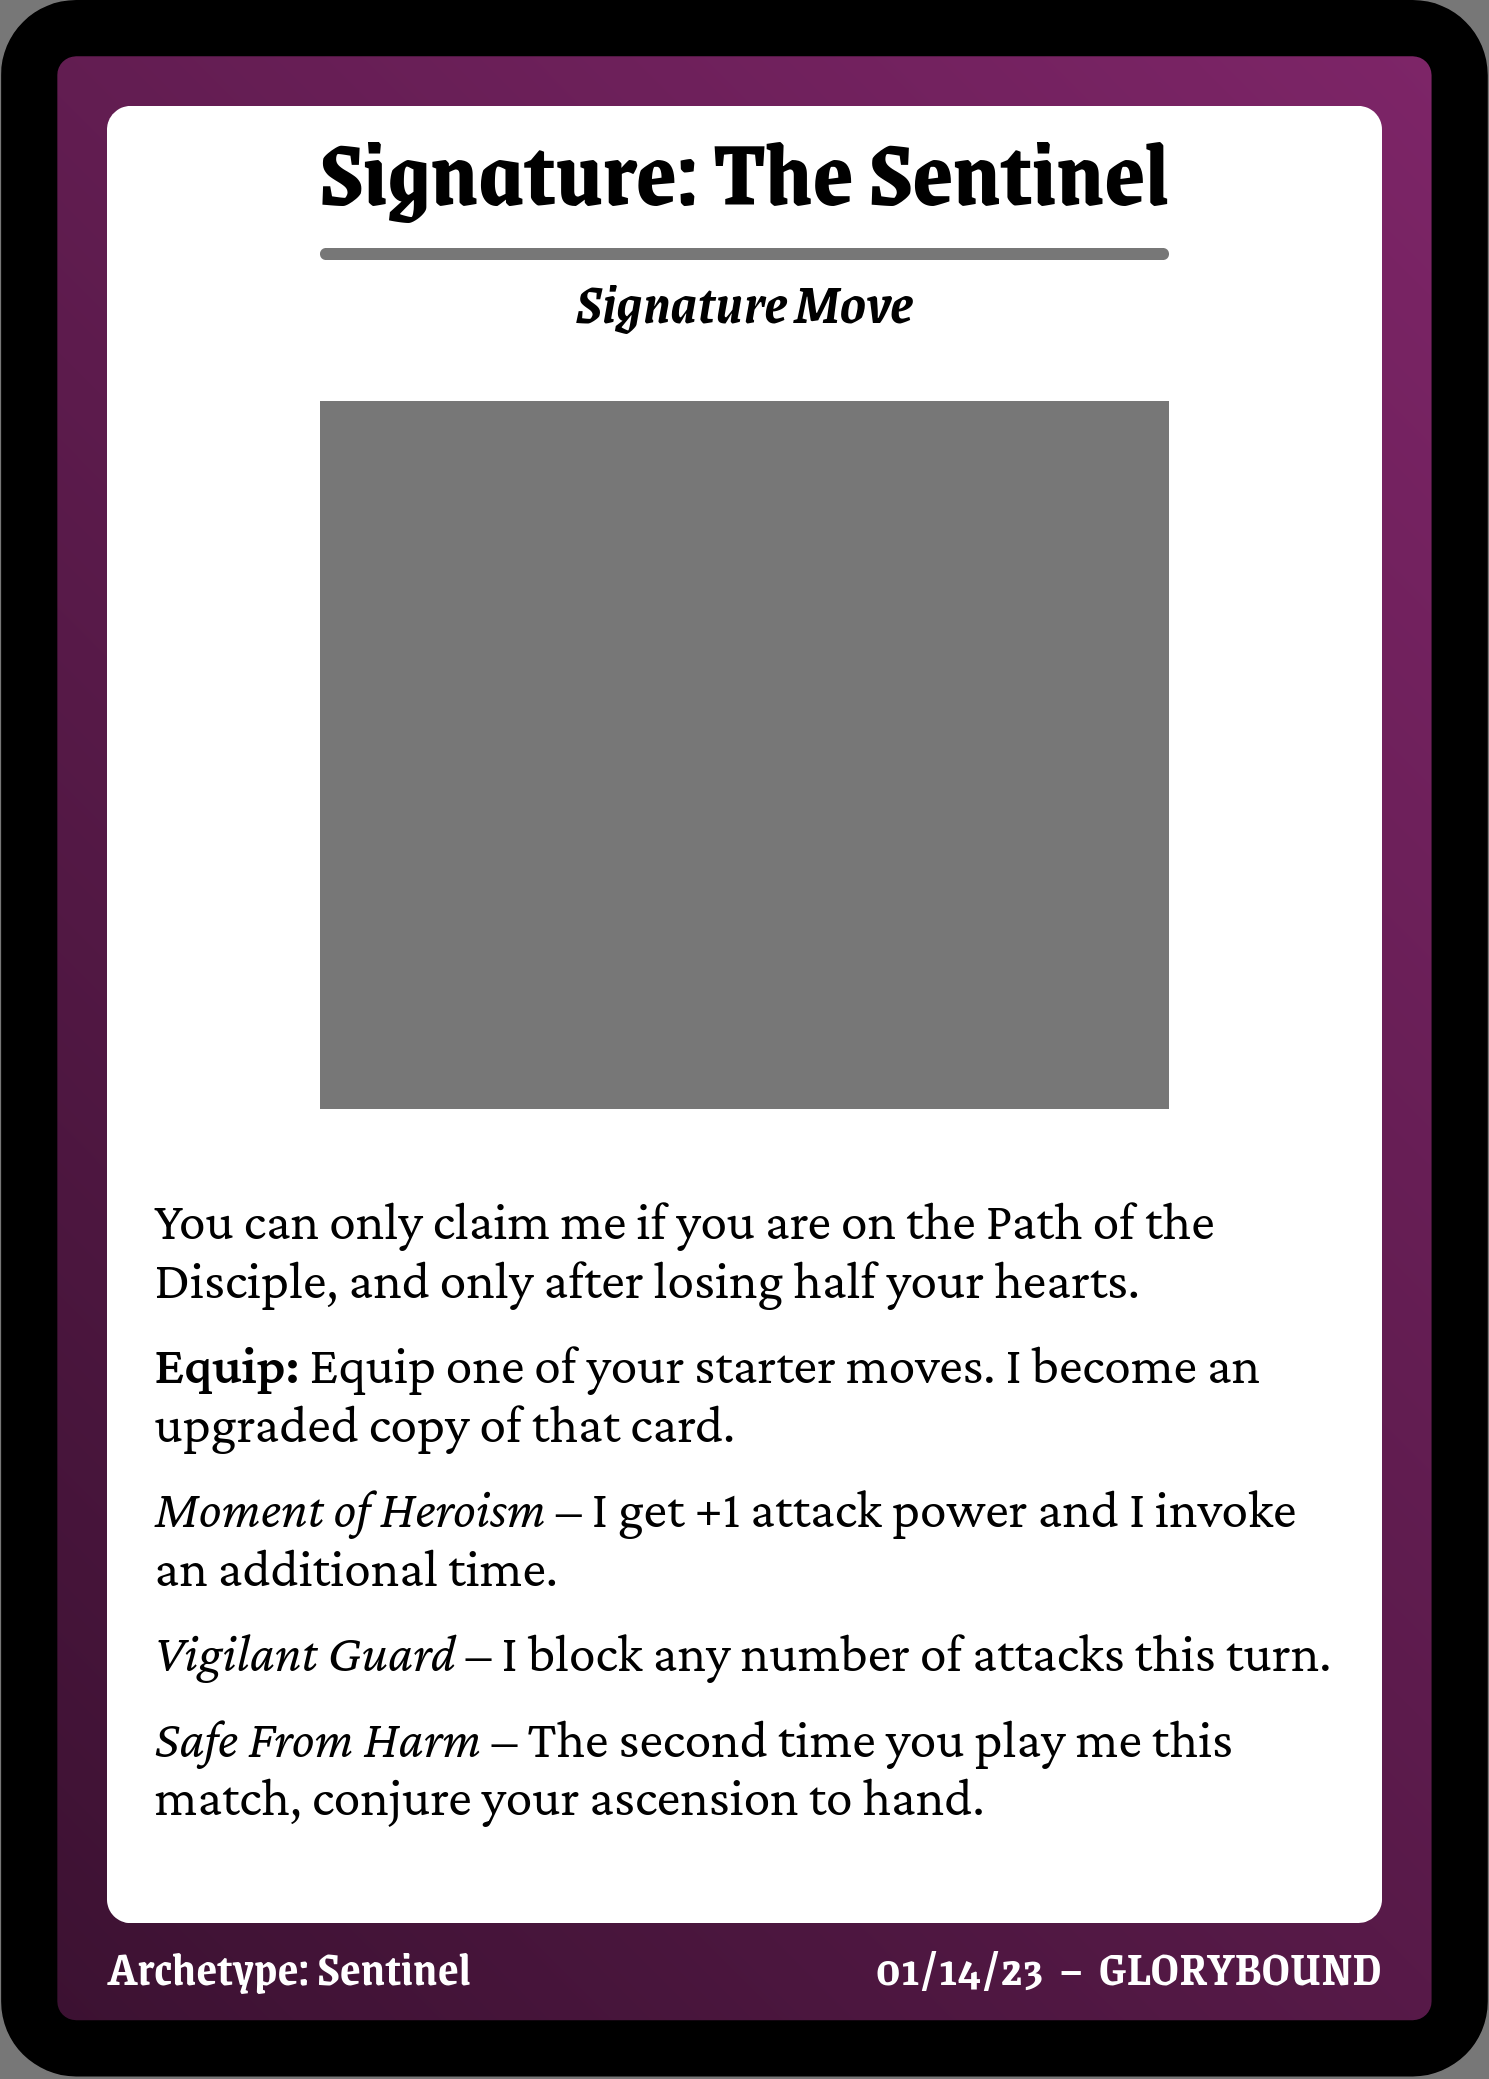 Signature: The Sentinel
Signature Move
You can only claim me if you are on the Path of the
Disciple, and only after losing half your hearts.
Equip: Equip one of your starter moves. I become an
upgraded copy of that card.
Moment of Heroism – I get +1 attack power and I invoke
an additional time.
Vigilant Guard – I block any number of attacks this turn.
Safe From Harm – The second time you play me this
match, conjure your ascension to hand.
Archetype: Sentinel
01/14/23 – GLORYBOUND